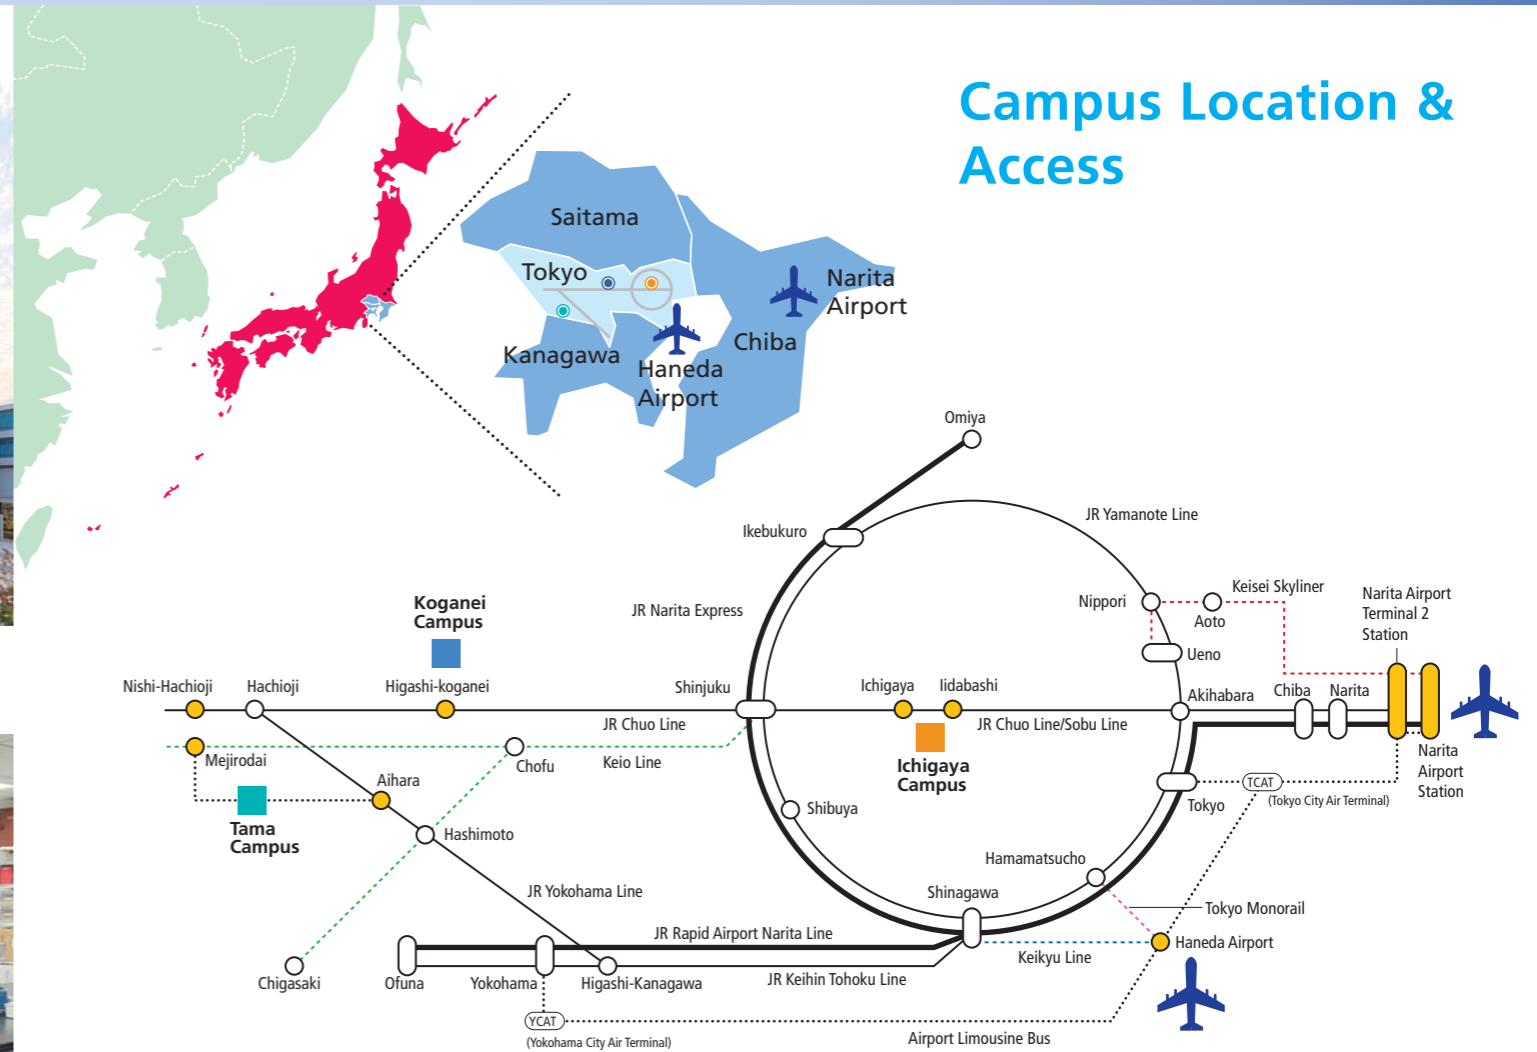 Campus Location &
Access
Saitama
Tokyo
Narita
Airport
Chiba
Kanagawa
Haneda
Airport
Omiya
Ikebukuro
JR Yamanote Line
JR Narita Express
Nippori
Aoto
Keisei Skyliner
Narita Airport
Terminal 2
Station
Ueno
Koganei
Campus
Nishi-Hachioji
Hachioji
Higashi-koganei
Shinjuku
Ichigaya
Iidabashi
Akihabara
Chiba
Narita
JR Chuo Line
JR Chuo Line/Sobu Line
Mejirodai
Chofu
Keio Line
Ichigaya
Campus
Narita
Airport
Station
Aihara
Tama
Campus
Hashimoto
Shibuya
Tokyo
TCAT
(Tokyo City Air Terminal)
Hamamatsucho
Shinagawa
JR Yokohama Line
Tokyo Monorail
JR Rapid Airport Narita Line
Haneda Airport
Keikyu Line
Chigasaki
Ofuna
Yokohama
Higashi-Kanagawa
JR Keihin Tohoku Line
YCAT
(Yokohama City Air Terminal)
Airport Limousine Bus